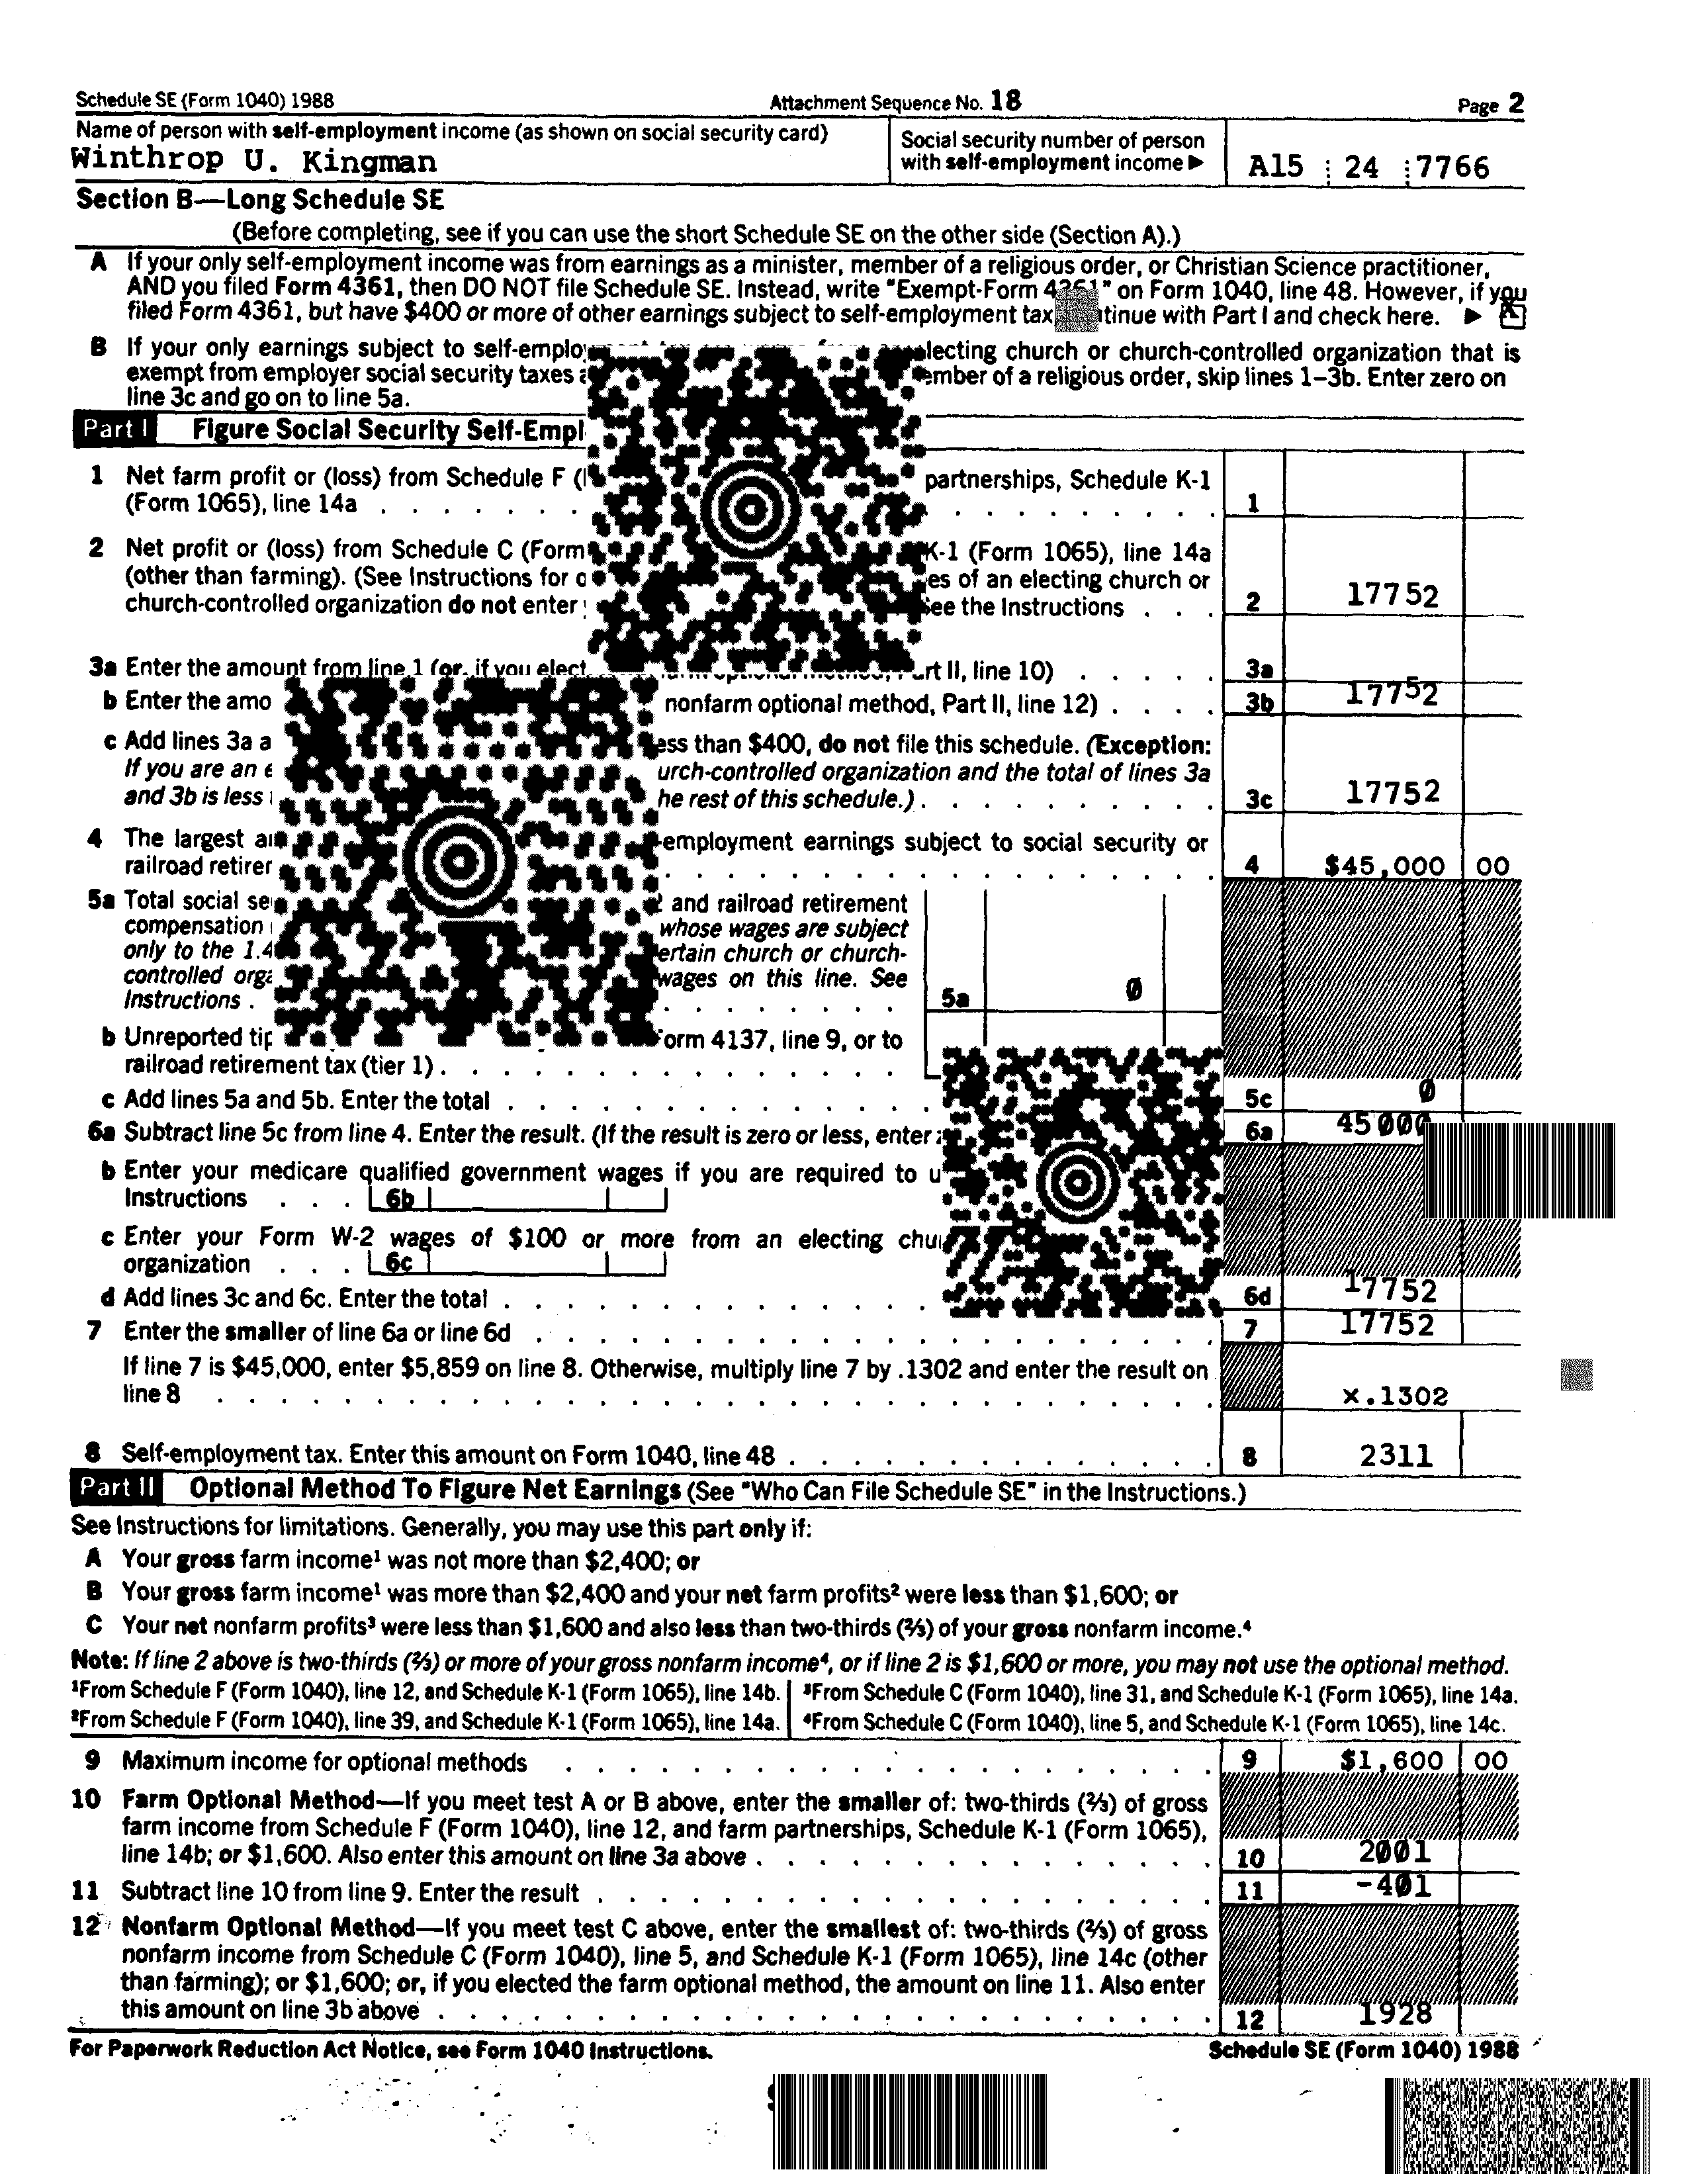 Schedule SE (Form 1040) 1988 Attachment Sequence No. 18 Page 2
Name of person with self-employment income (as shown on social security card) Social security number of person
Winthrop U. Kingman with self-employment income ▶ A15 24 7766
Section B—Long Schedule SE
(Before completing, see if you can use the short Schedule SE on the other side (Section A).)
A If your only self-employment income was from earnings as a minister, member of a religious order, or Christian Science practitioner,
AND you filed Form 4361, then DO NOT file Schedule SE. Instead, write "Exempt-Form 4361" on Form 1040, line 48. However, if you
filed Form 4361, but have $400 or more of other earnings subject to self-employment tax, tinue with Part I and check here. ▶ X
B If your only earnings subject to self-emplo lecting church or church-controlled organization that is
exempt from employer social security taxes ember of a religious order, skip lines 1–3b. Enter zero on
line 3c and go on to line 5a.
Part I Figure Social Security Self-Empl
1 Net farm profit or (loss) from Schedule F ( partnerships, Schedule K-1
(Form 1065), line 14a . . . . . . . . . . . . . . . . 1
2 Net profit or (loss) from Schedule C (Form K-1 (Form 1065), line 14a
(other than farming). (See Instructions for es of an electing church or
church-controlled organization do not enter See the Instructions . . . 2 17752
3a Enter the amount from line 1 (or, if you elect rt II, line 10) . . . . . 3a
b Enter the amo nonfarm optional method, Part II, line 12) . . . . 3b 17752
c Add lines 3a a ess than $400, do not file this schedule. (Exception:
If you are an e urch-controlled organization and the total of lines 3a
and 3b is less he rest of this schedule.) . . . . . . . . . . 3c 17752
4 The largest a -employment earnings subject to social security or
railroad retirer . . . . . . . . . . . . . . . . . 4 $45,000 00
5a Total social se and railroad retirement
compensation whose wages are subject
only to the 1.4 ertain church or church-
controlled orga wages on this line. See
Instructions . . . . . . . . 5a 0
b Unreported tip Form 4137, line 9, or to
railroad retirement tax (tier 1) . . . . . . . . . . . . . .
c Add lines 5a and 5b. Enter the total . . . . . . . . . . . . . . 5c 0
6a Subtract line 5c from line 4. Enter the result. (If the result is zero or less, enter 6a 45000
b Enter your medicare qualified government wages if you are required to u
Instructions . . . 6b
c Enter your Form W-2 wages of $100 or more from an electing chu
organization . . . 6c
d Add lines 3c and 6c. Enter the total . . . . . . . . . . . . . . 6d 17752
7 Enter the smaller of line 6a or line 6d . . . . . . . . . . . . . . . . . . . . 7 17752
If line 7 is $45,000, enter $5,859 on line 8. Otherwise, multiply line 7 by .1302 and enter the result on
line 8 . . . . . . . . . . . . . . . . . . . . . . . . . . . . . . x.1302
8 Self-employment tax. Enter this amount on Form 1040, line 48 . . . . . . . . . . . . . 8 2311
Part II Optional Method To Figure Net Earnings (See "Who Can File Schedule SE" in the Instructions.)
See Instructions for limitations. Generally, you may use this part only if:
A Your gross farm income¹ was not more than $2,400; or
B Your gross farm income¹ was more than $2,400 and your net farm profits² were less than $1,600; or
C Your net nonfarm profits³ were less than $1,600 and also less than two-thirds (⅔) of your gross nonfarm income.⁴
Note: If line 2 above is two-thirds (⅔) or more of your gross nonfarm income⁴, or if line 2 is $1,600 or more, you may not use the optional method.
¹From Schedule F (Form 1040), line 12, and Schedule K-1 (Form 1065), line 14b. ³From Schedule C (Form 1040), line 31, and Schedule K-1 (Form 1065), line 14a.
²From Schedule F (Form 1040), line 39, and Schedule K-1 (Form 1065), line 14a. ⁴From Schedule C (Form 1040), line 5, and Schedule K-1 (Form 1065), line 14c.
9 Maximum income for optional methods . . . . . . . . . . . . . . . . . . . 9 $1,600 00
10 Farm Optional Method—If you meet test A or B above, enter the smaller of: two-thirds (⅔) of gross
farm income from Schedule F (Form 1040), line 12, and farm partnerships, Schedule K-1 (Form 1065),
line 14b; or $1,600. Also enter this amount on line 3a above . . . . . . . . . . . . . . 10 2001
11 Subtract line 10 from line 9. Enter the result . . . . . . . . . . . . . . . . . . . 11 -401
12 Nonfarm Optional Method—If you meet test C above, enter the smallest of: two-thirds (⅔) of gross
nonfarm income from Schedule C (Form 1040), line 5, and Schedule K-1 (Form 1065), line 14c (other
than farming); or $1,600; or, if you elected the farm optional method, the amount on line 11. Also enter
this amount on line 3b above . . . . . . . . . . . . . . . . . . . . . . . . 12 1928
For Paperwork Reduction Act Notice, see Form 1040 Instructions. Schedule SE (Form 1040) 1988